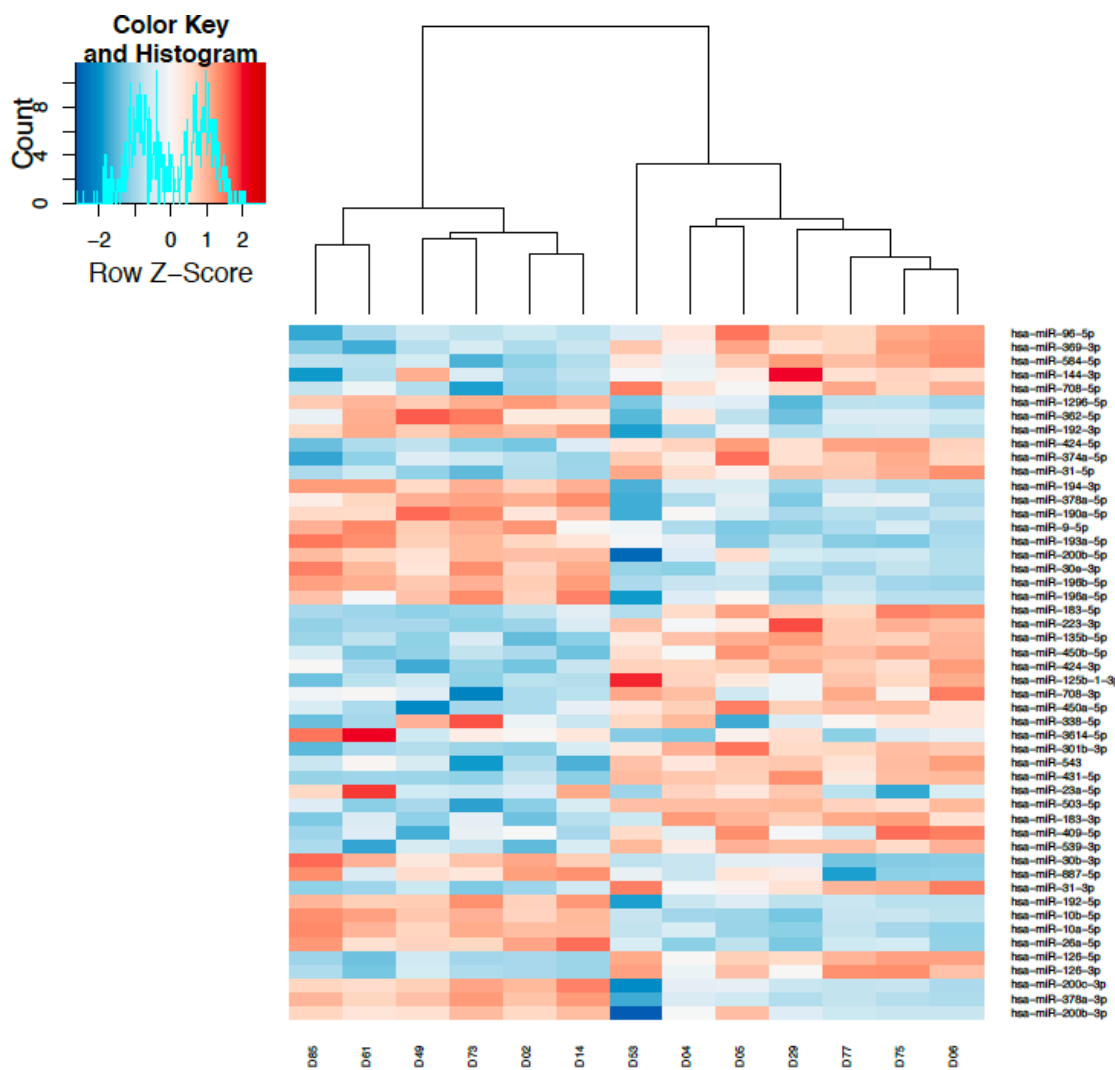 Color Key
and Histogram
Count
0 4 8
−2 0 1 2
Row Z−Score
hsa−miR−96−5p
hsa−miR−369−3p
hsa−miR−584−5p
hsa−miR−144−3p
hsa−miR−708−5p
hsa−miR−1296−5p
hsa−miR−362−5p
hsa−miR−192−3p
hsa−miR−424−5p
hsa−miR−374a−5p
hsa−miR−31−5p
hsa−miR−194−3p
hsa−miR−378a−5p
hsa−miR−190a−5p
hsa−miR−9−5p
hsa−miR−193a−5p
hsa−miR−200b−5p
hsa−miR−30a−3p
hsa−miR−196b−5p
hsa−miR−196a−5p
hsa−miR−183−5p
hsa−miR−223−3p
hsa−miR−135b−5p
hsa−miR−450b−5p
hsa−miR−424−3p
hsa−miR−125b−1−3p
hsa−miR−708−3p
hsa−miR−450a−5p
hsa−miR−338−5p
hsa−miR−3614−5p
hsa−miR−301b−3p
hsa−miR−543
hsa−miR−431−5p
hsa−miR−23a−5p
hsa−miR−503−5p
hsa−miR−183−3p
hsa−miR−409−5p
hsa−miR−539−3p
hsa−miR−30b−3p
hsa−miR−887−5p
hsa−miR−31−3p
hsa−miR−192−5p
hsa−miR−10b−5p
hsa−miR−10a−5p
hsa−miR−26a−5p
hsa−miR−126−5p
hsa−miR−126−3p
hsa−miR−200c−3p
hsa−miR−378a−3p
hsa−miR−200b−3p
D85 D61 D49 D73 D02 D14 D53 D04 D05 D29 D77 D75 D06